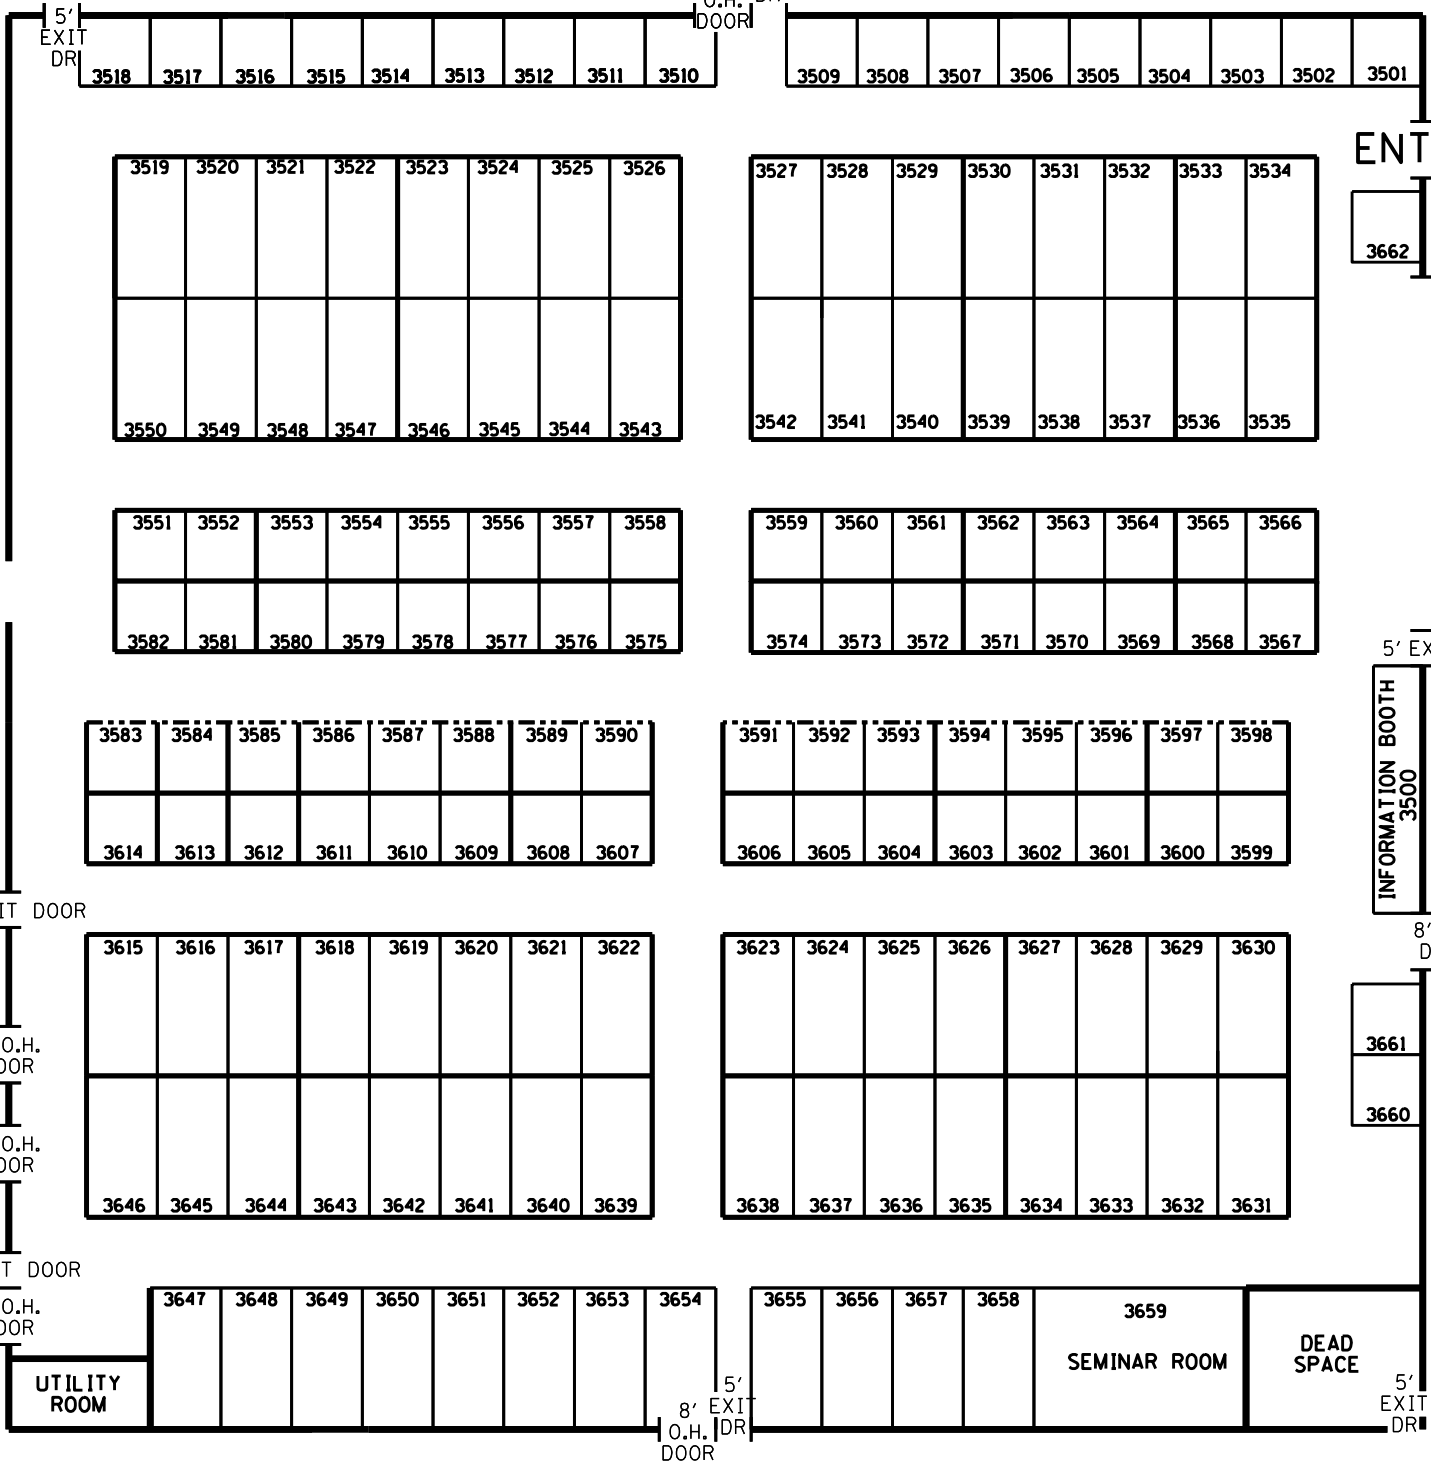 5'
EXIT
DR
O.H.
DOOR
3518 3517 3516 3515 3514 3513 3512 3511 3510
3509 3508 3507 3506 3505 3504 3503 3502 3501
ENT
3519 3520 3521 3522 3523 3524 3525 3526
3527 3528 3529 3530 3531 3532 3533 3534
3662
3550 3549 3548 3547 3546 3545 3544 3543
3542 3541 3540 3539 3538 3537 3536 3535
3551 3552 3553 3554 3555 3556 3557 3558
3559 3560 3561 3562 3563 3564 3565 3566
3582 3581 3580 3579 3578 3577 3576 3575
3574 3573 3572 3571 3570 3569 3568 3567
5' EX
INFORMATION BOOTH
3500
3583 3584 3585 3586 3587 3588 3589 3590
3591 3592 3593 3594 3595 3596 3597 3598
3614 3613 3612 3611 3610 3609 3608 3607
3606 3605 3604 3603 3602 3601 3600 3599
IT DOOR
8'
D
3615 3616 3617 3618 3619 3620 3621 3622
3623 3624 3625 3626 3627 3628 3629 3630
O.H.
OOR
3661
3660
O.H.
OOR
3646 3645 3644 3643 3642 3641 3640 3639
3638 3637 3636 3635 3634 3633 3632 3631
T DOOR
O.H.
OOR
3647 3648 3649 3650 3651 3652 3653 3654
3655 3656 3657 3658 3659
SEMINAR ROOM
DEAD
SPACE
UTILITY
ROOM
8'
O.H.
DOOR
5'
EXIT
DR
5'
EXIT
DR